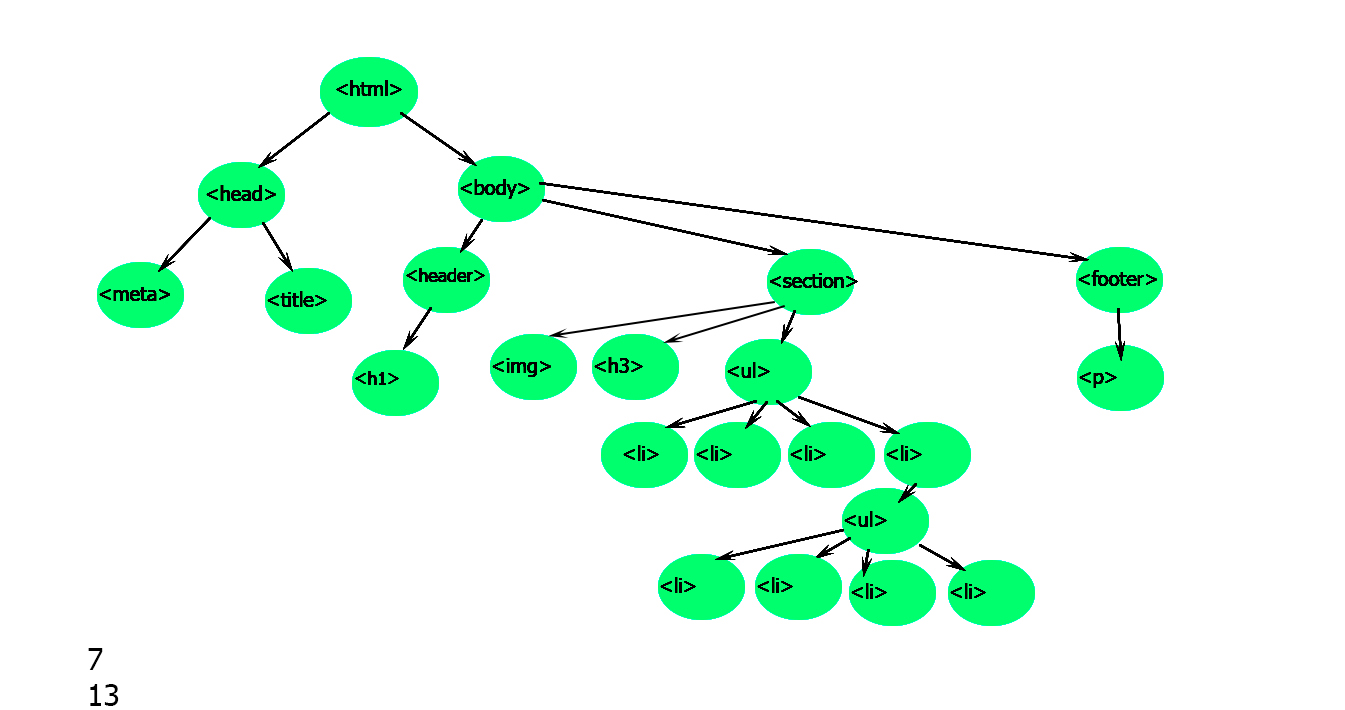 <html>
<head> <body>
<meta> <title> <header> <section> <footer>
<h1> <img> <h3> <ul> <p>
<li> <li> <li> <li>
<ul>
<li> <li> <li> <li>
7
13